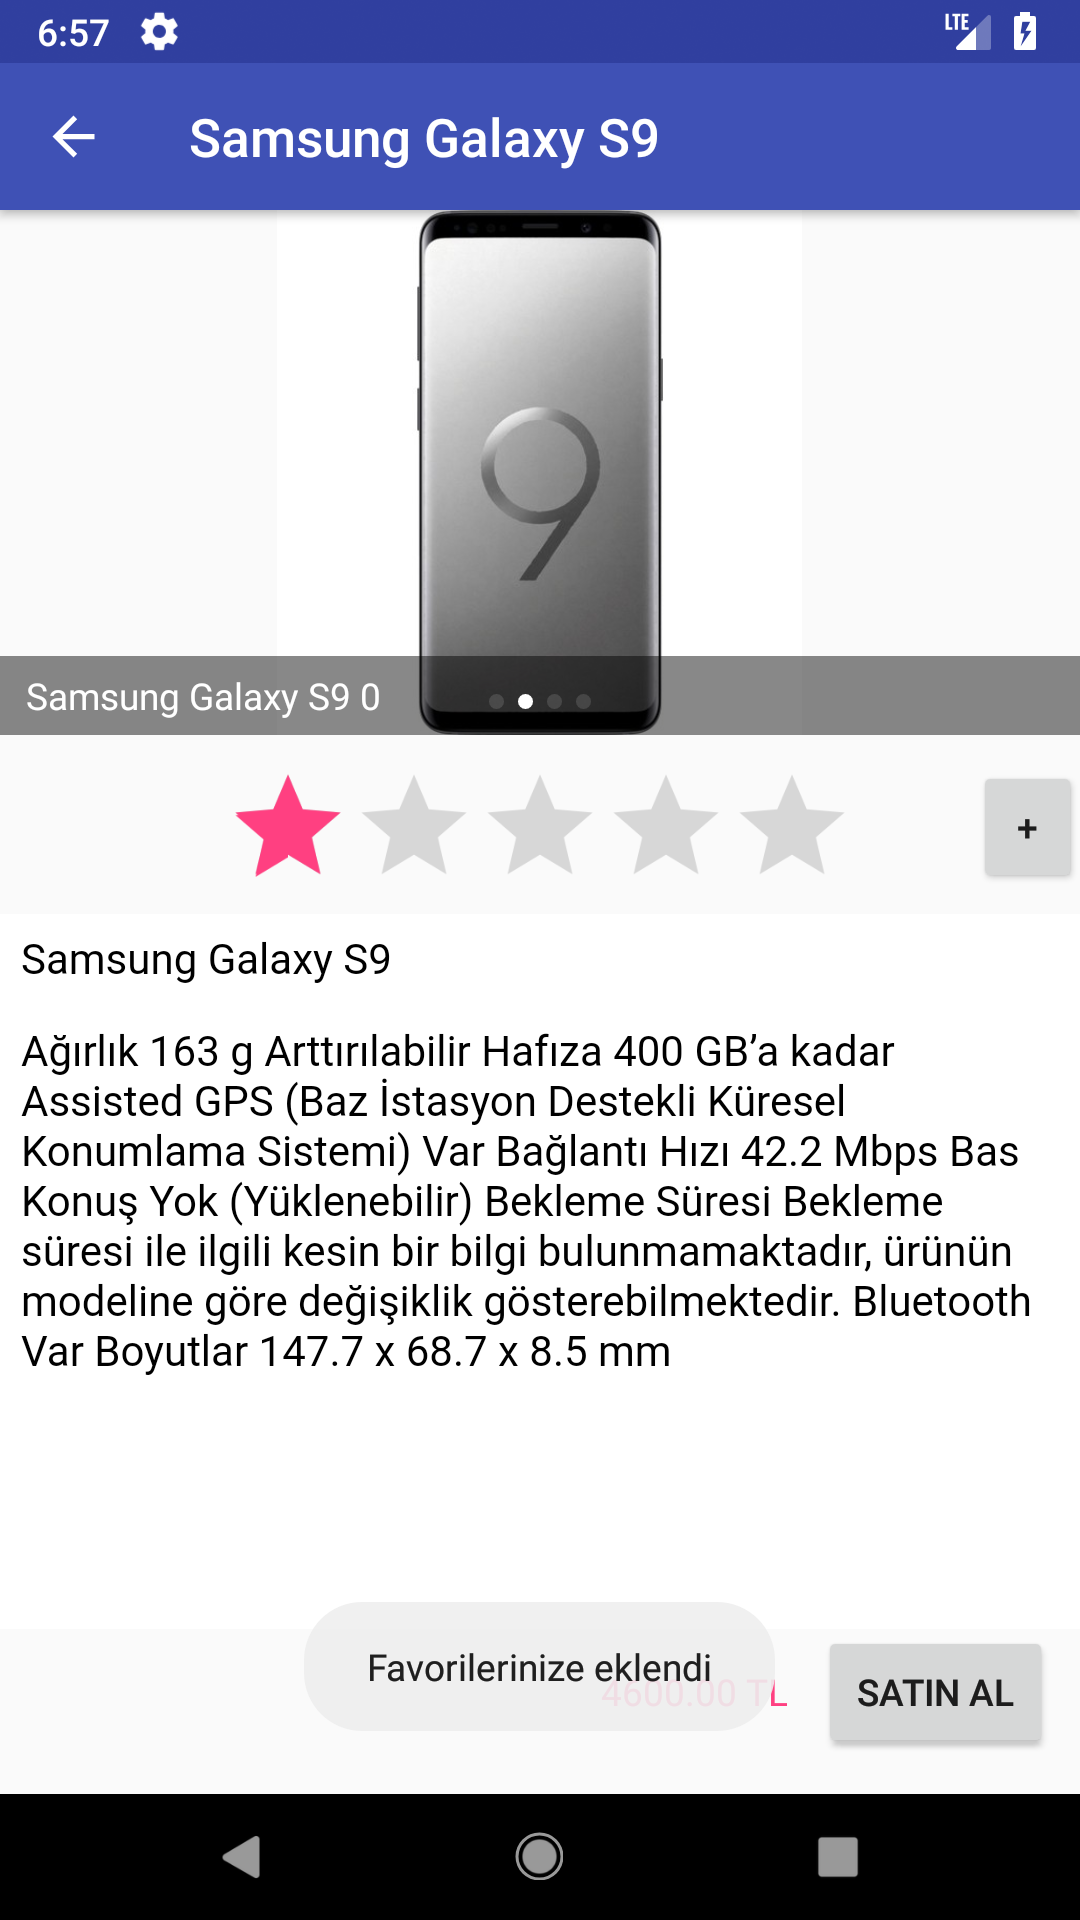 6:57
LTE
Samsung Galaxy S9
9
Samsung Galaxy S9 0
+
Samsung Galaxy S9
Ağırlık 163 g Arttırılabilir Hafıza 400 GB’a kadar
Assisted GPS (Baz İstasyon Destekli Küresel
Konumlama Sistemi) Var Bağlantı Hızı 42.2 Mbps Bas
Konuş Yok (Yüklenebilir) Bekleme Süresi Bekleme
süresi ile ilgili kesin bir bilgi bulunmamaktadır, ürünün
modeline göre değişiklik gösterebilmektedir. Bluetooth
Var Boyutlar 147.7 x 68.7 x 8.5 mm
Favorilerinize eklendi
4600.00 TL
SATIN AL